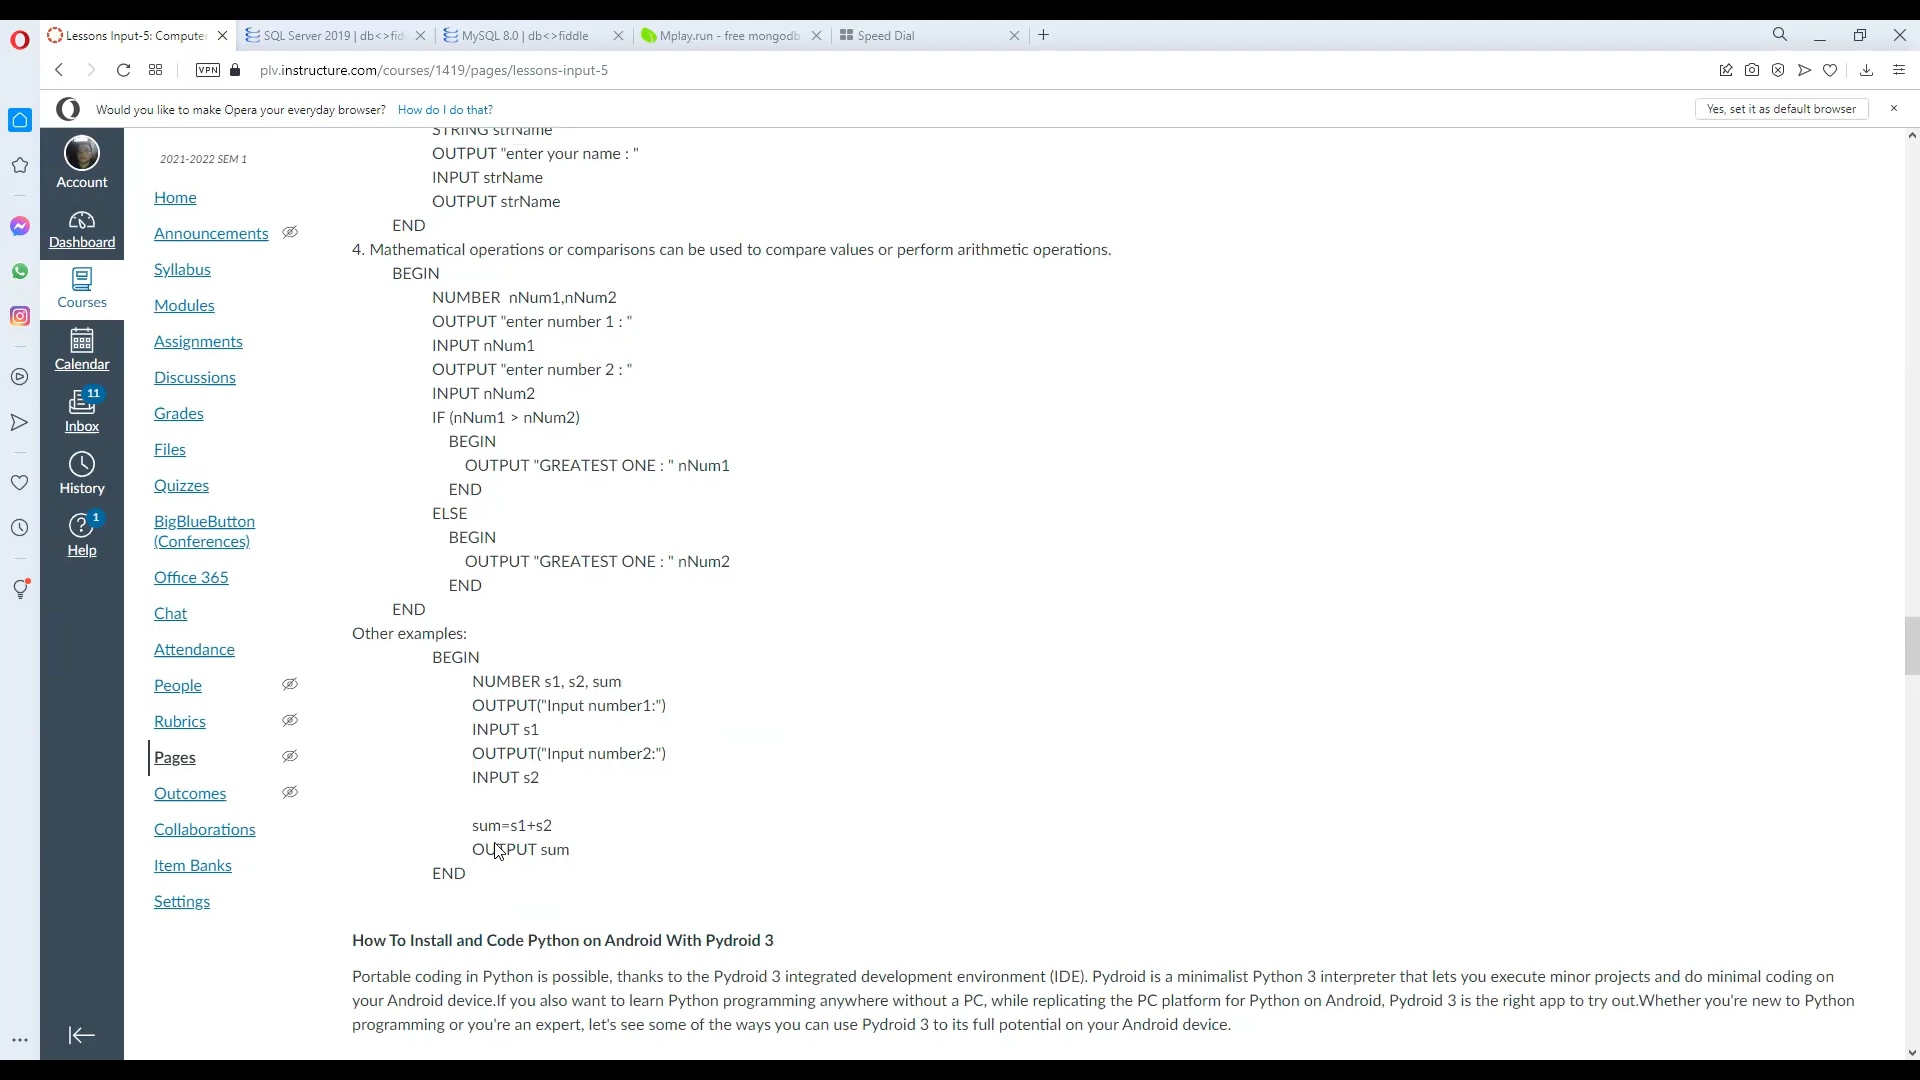 Lessons Input-5: Computer
SQL Server 2019 | db<>fid
MySQL 8.0 | db<>fiddle
Mplay.run - free mongodb
Speed Dial
VPN
plv.instructure.com/courses/1419/pages/lessons-input-5
Would you like to make Opera your everyday browser? How do I do that?
Yes, set it as default browser
Account
Dashboard
Courses
Calendar
11
Inbox
History
1
Help
2021-2022 SEM 1
Home
Announcements
Syllabus
Modules
Assignments
Discussions
Grades
Files
Quizzes
BigBlueButton
(Conferences)
Office 365
Chat
Attendance
People
Rubrics
Pages
Outcomes
Collaborations
Item Banks
Settings
STRING strName
OUTPUT "enter your name : "
INPUT strName
OUTPUT strName
END
4. Mathematical operations or comparisons can be used to compare values or perform arithmetic operations.
BEGIN
NUMBER nNum1,nNum2
OUTPUT "enter number 1 : "
INPUT nNum1
OUTPUT "enter number 2 : "
INPUT nNum2
IF (nNum1 > nNum2)
BEGIN
OUTPUT "GREATEST ONE : " nNum1
END
ELSE
BEGIN
OUTPUT "GREATEST ONE : " nNum2
END
END
Other examples:
BEGIN
NUMBER s1, s2, sum
OUTPUT("Input number1:")
INPUT s1
OUTPUT("Input number2:")
INPUT s2
sum=s1+s2
OUTPUT sum
END
How To Install and Code Python on Android With Pydroid 3
Portable coding in Python is possible, thanks to the Pydroid 3 integrated development environment (IDE). Pydroid is a minimalist Python 3 interpreter that lets you execute minor projects and do minimal coding on
your Android device.If you also want to learn Python programming anywhere without a PC, while replicating the PC platform for Python on Android, Pydroid 3 is the right app to try out.Whether you're new to Python
programming or you're an expert, let's see some of the ways you can use Pydroid 3 to its full potential on your Android device.